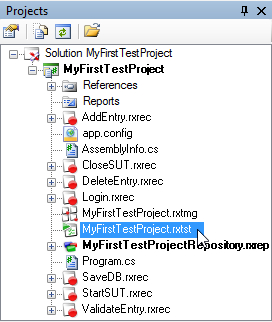 Projects
Solution MyFirstTestProject
MyFirstTestProject
References
Reports
AddEntry.rxrec
app.config
AssemblyInfo.cs
CloseSUT.rxrec
DeleteEntry.rxrec
Login.rxrec
MyFirstTestProject.rxtmg
MyFirstTestProject.rxtst
MyFirstTestProjectRepository.rxrep
Program.cs
SaveDB.rxrec
StartSUT.rxrec
ValidateEntry.rxrec